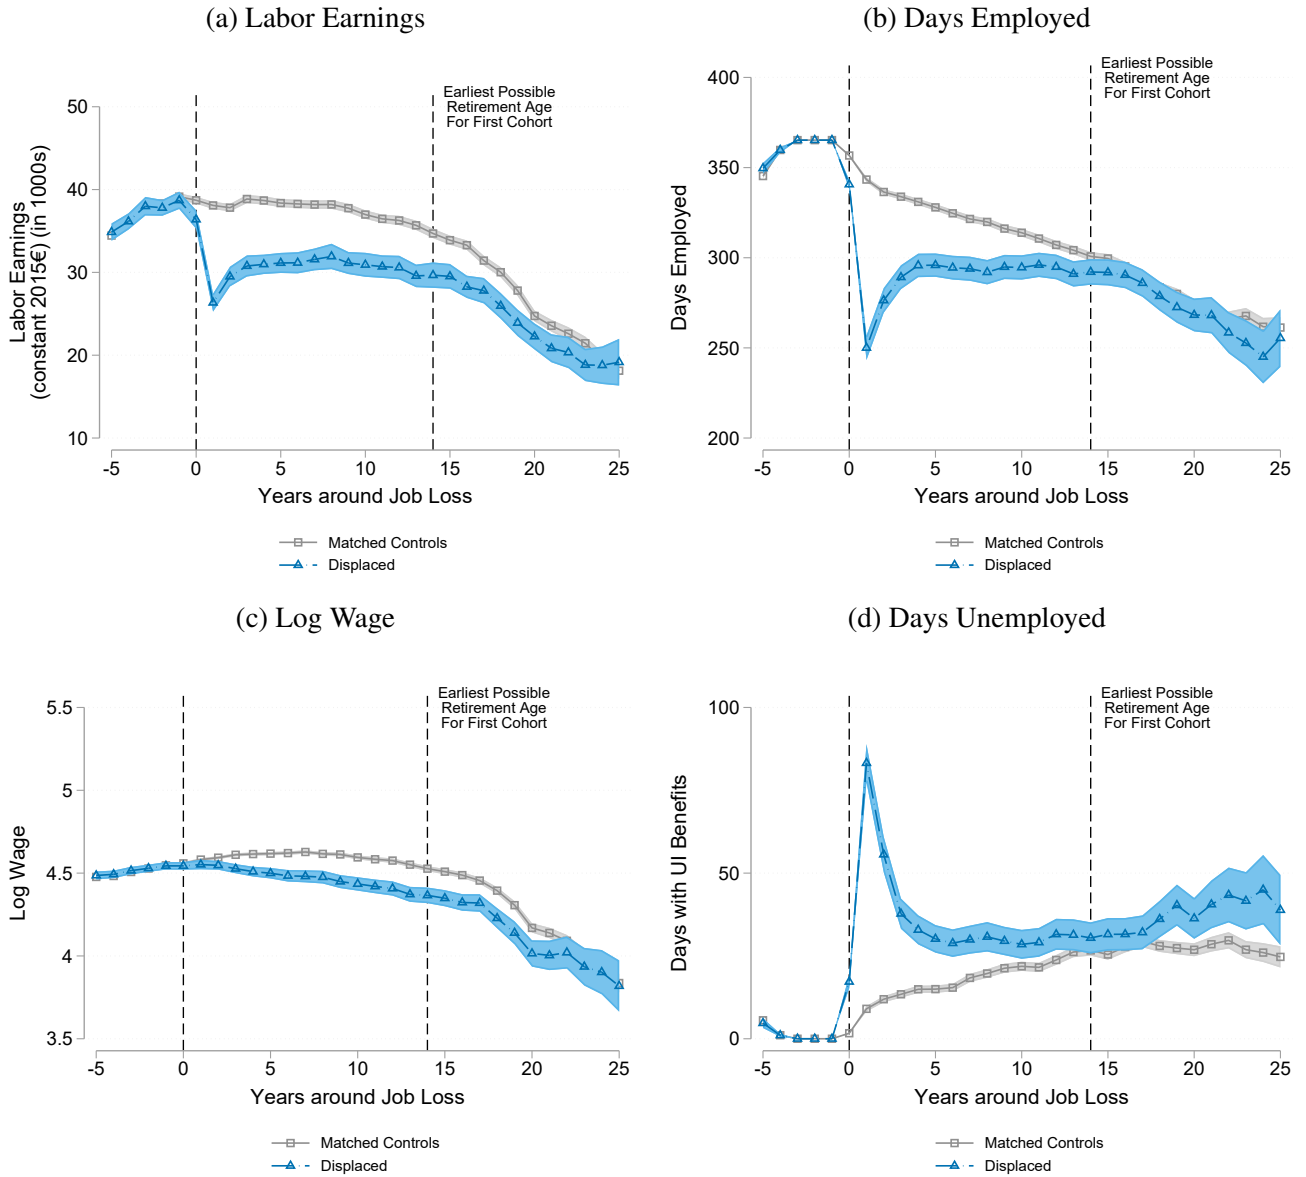 (a) Labor Earnings
Earliest Possible
Retirement Age
For First Cohort
Labor Earnings
(constant 2015€) (in 1000s)
50
40
30
20
10
-5 0 5 10 15 20 25
Years around Job Loss
Matched Controls
Displaced
(b) Days Employed
Earliest Possible
Retirement Age
For First Cohort
Days Employed
400
350
300
250
200
-5 0 5 10 15 20 25
Years around Job Loss
Matched Controls
Displaced
(c) Log Wage
Earliest Possible
Retirement Age
For First Cohort
Log Wage
5.5
5
4.5
4
3.5
-5 0 5 10 15 20 25
Years around Job Loss
Matched Controls
Displaced
(d) Days Unemployed
Earliest Possible
Retirement Age
For First Cohort
Days with UI Benefits
100
50
0
-5 0 5 10 15 20 25
Years around Job Loss
Matched Controls
Displaced